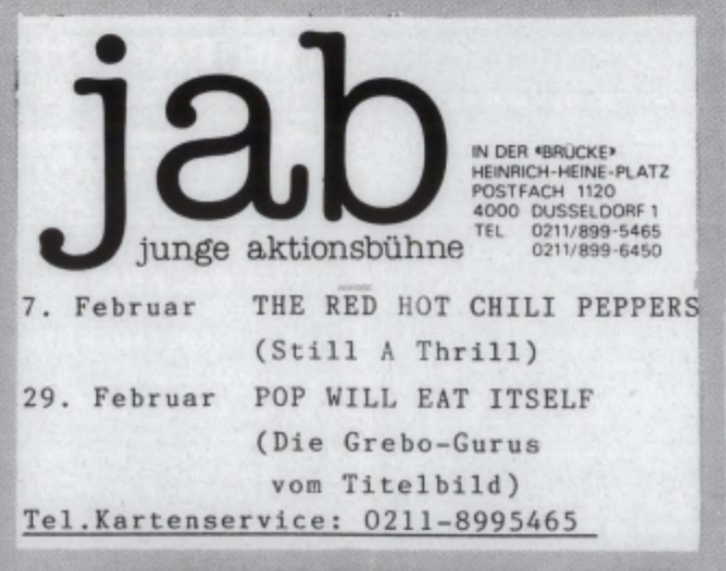 jab
junge aktionsbühne
IN DER «BRÜCKE»
HEINRICH-HEINE-PLATZ
POSTFACH 1120
4000 DUSSELDORF 1
TEL 0211/899-5465
0211/899-6450
7. Februar THE RED HOT CHILI PEPPERS
(Still A Thrill)
29. Februar POP WILL EAT ITSELF
(Die Grebo-Gurus
vom Titelbild)
Tel.Kartenservice: 0211-8995465